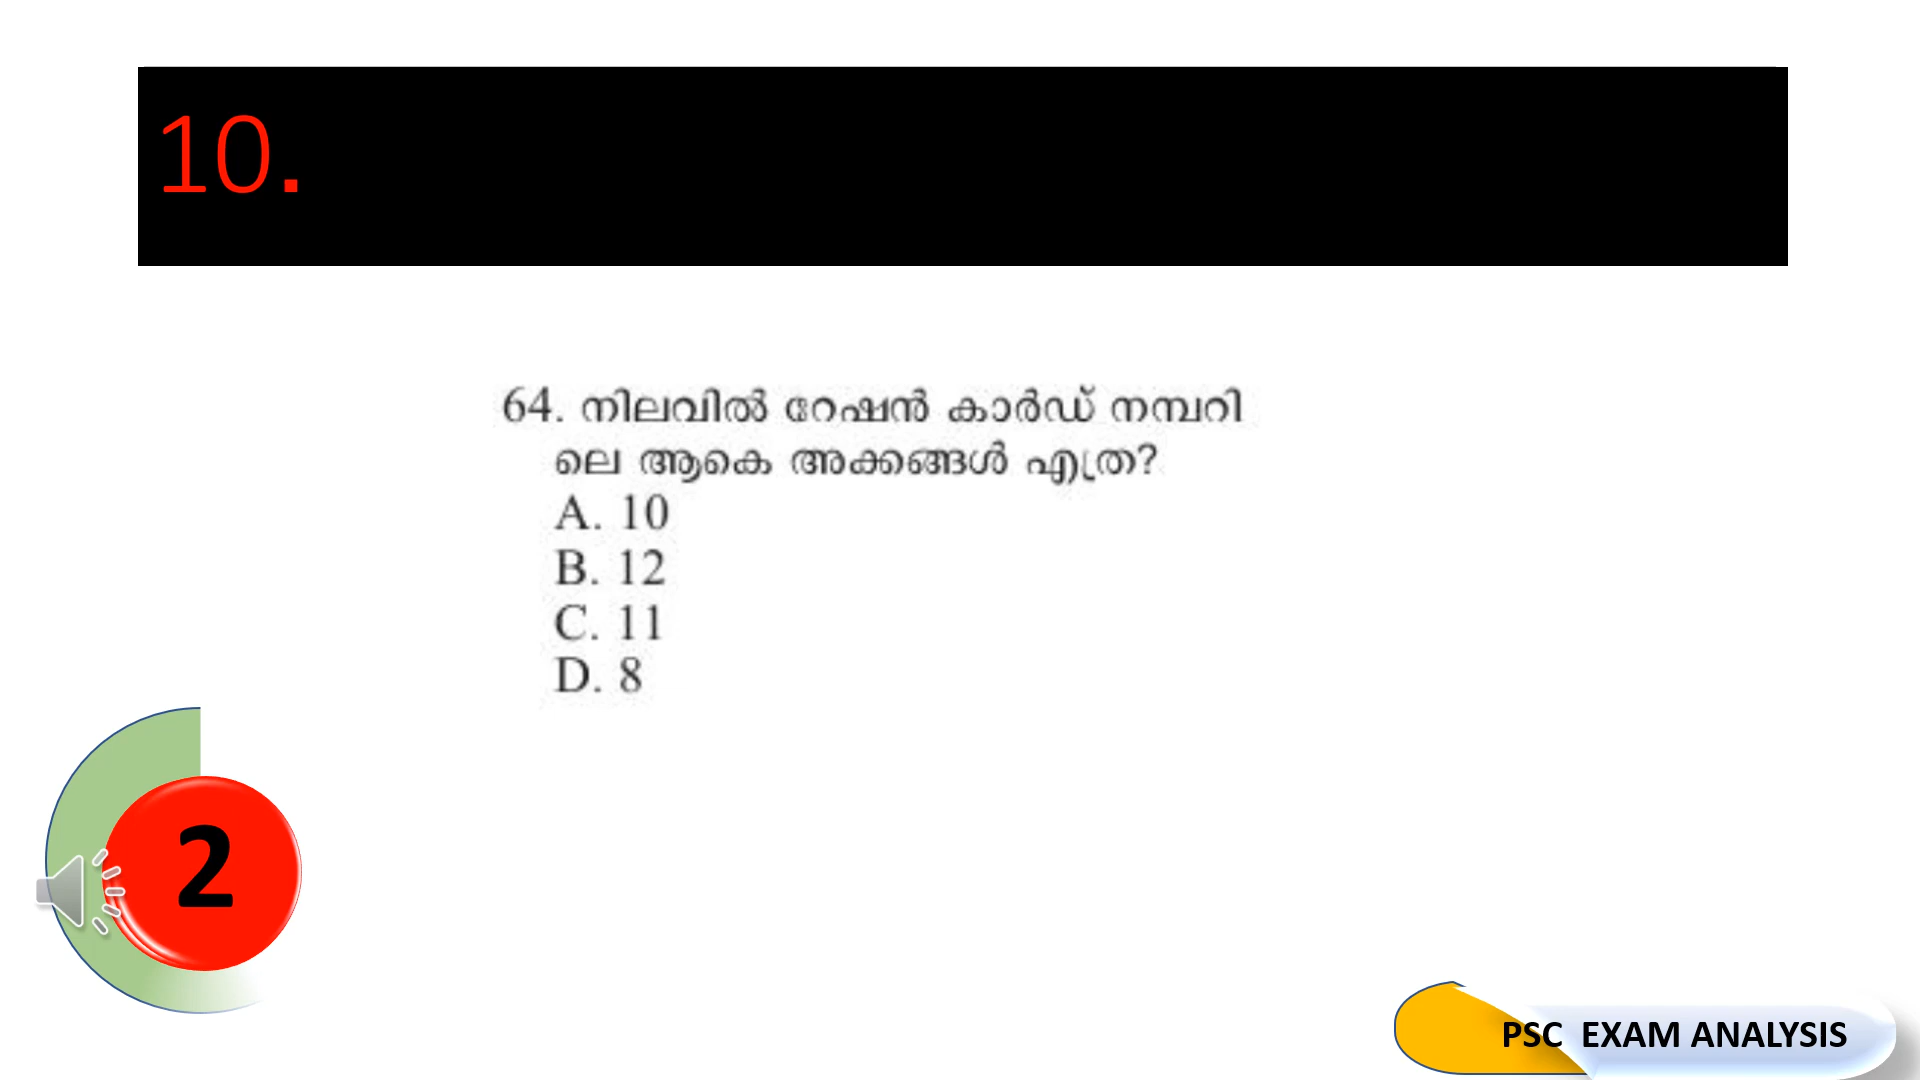 10.
64. നിലവിൽ റേഷൻ കാർഡ് നമ്പറി
ലെ ആകെ അക്കങ്ങൾ എത്ര?
A. 10
B. 12
C. 11
D. 8
2
PSC EXAM ANALYSIS